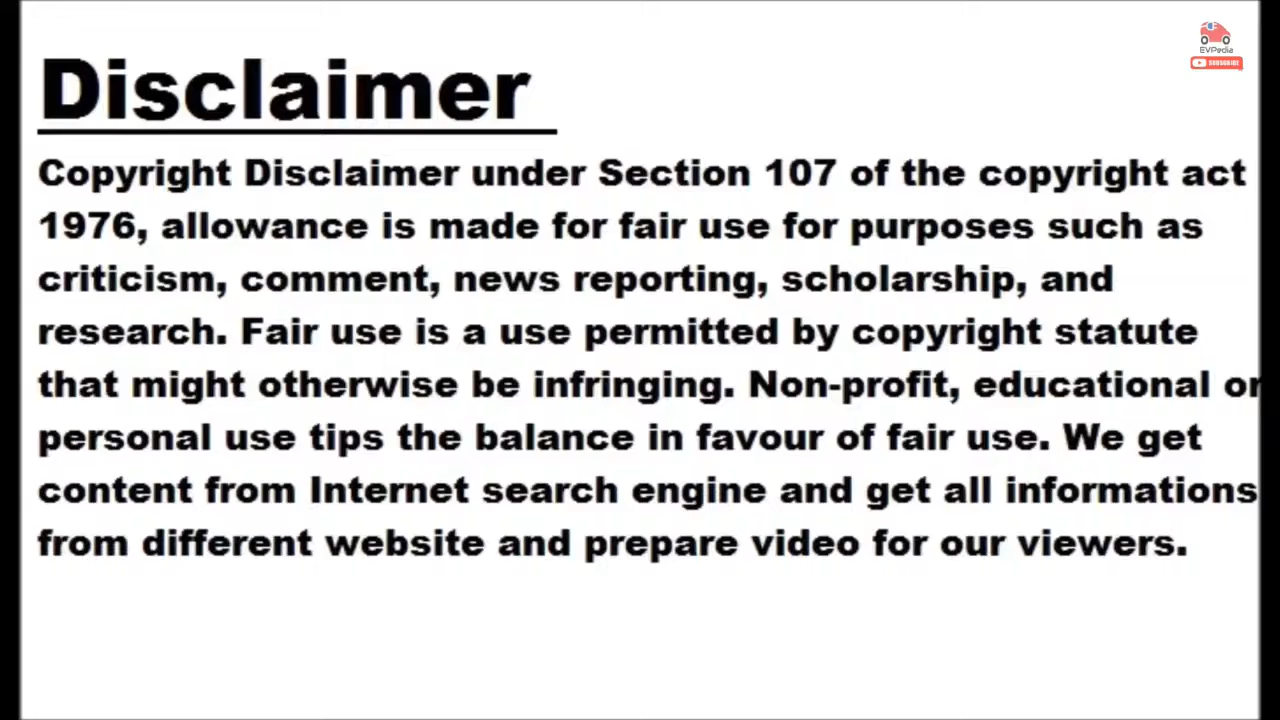 EVPedia
SUBSCRIBE
Disclaimer
Copyright Disclaimer under Section 107 of the copyright act
1976, allowance is made for fair use for purposes such as
criticism, comment, news reporting, scholarship, and
research. Fair use is a use permitted by copyright statute
that might otherwise be infringing. Non-profit, educational or
personal use tips the balance in favour of fair use. We get
content from Internet search engine and get all informations
from different website and prepare video for our viewers.